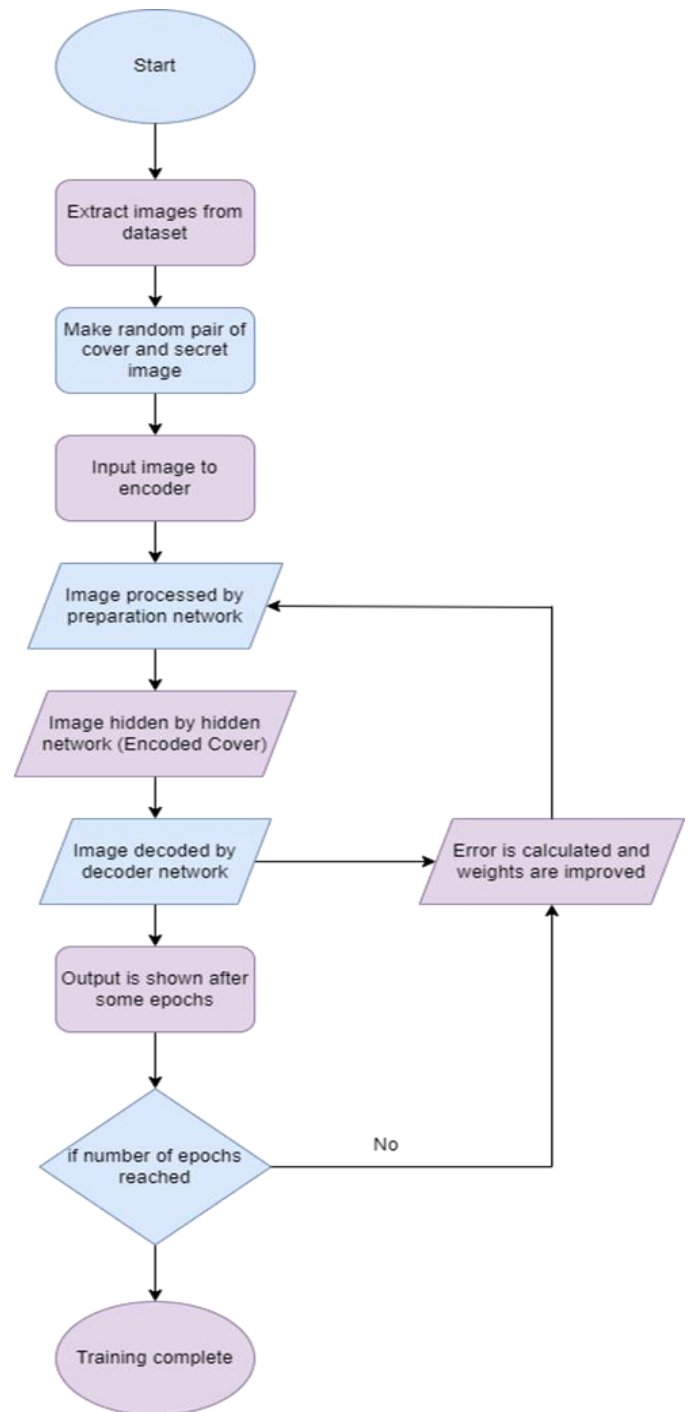 Start
Extract images from
dataset
Make random pair of
cover and secret
image
Input image to
encoder
Image processed by
preparation network
Image hidden by hidden
network (Encoded Cover)
Image decoded by
decoder network
Error is calculated and
weights are improved
Output is shown after
some epochs
if number of epochs
reached
No
Training complete